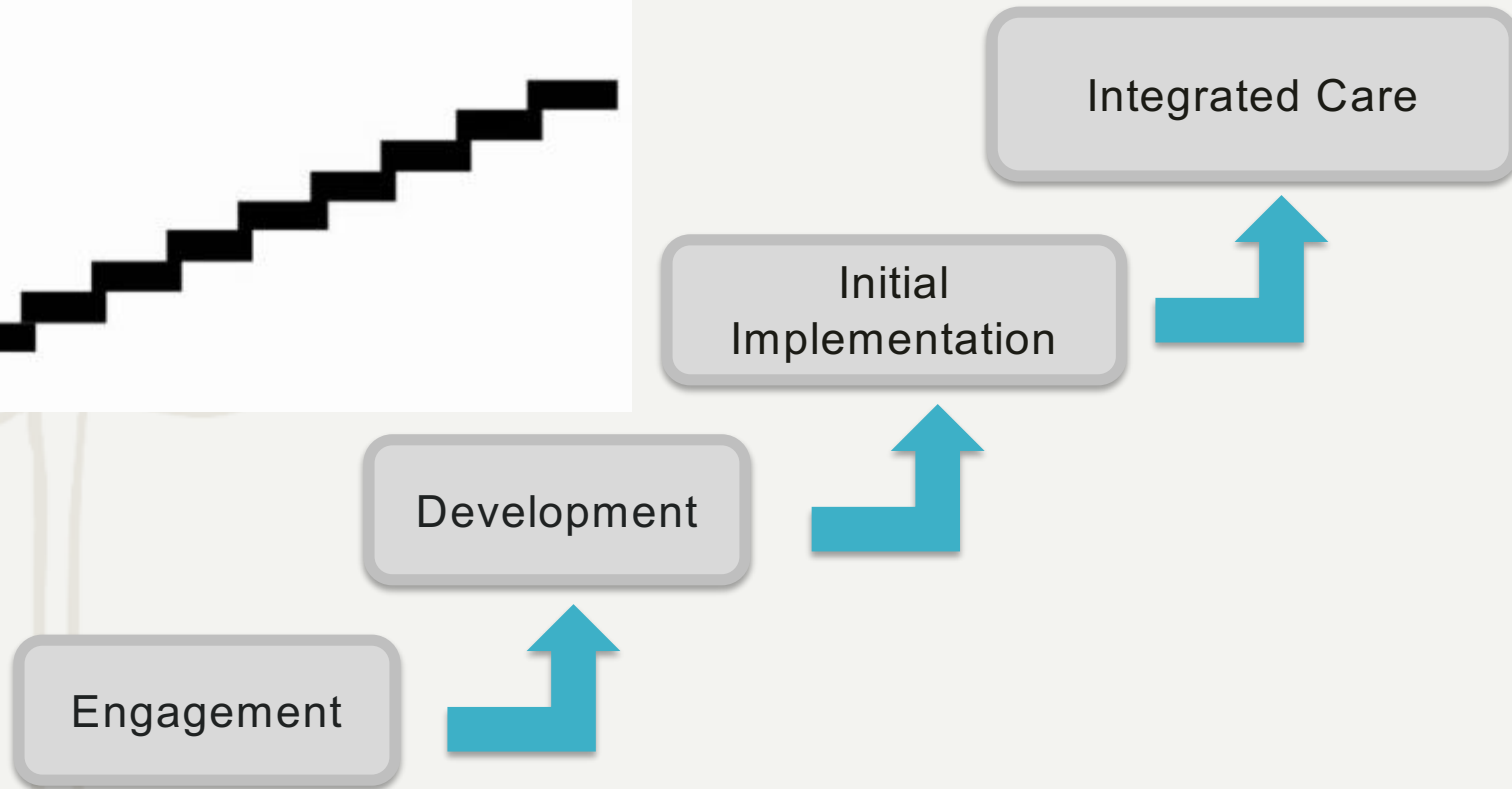 Integrated Care
Initial
Implementation
Development
Engagement